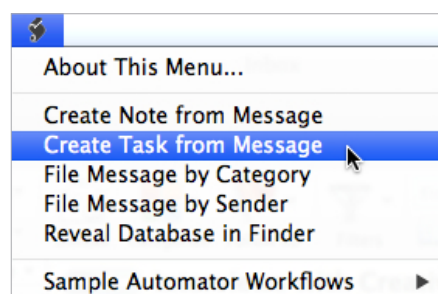 About This Menu...
Create Note from Message
Create Task from Message
File Message by Category
File Message by Sender
Reveal Database in Finder
Sample Automator Workflows